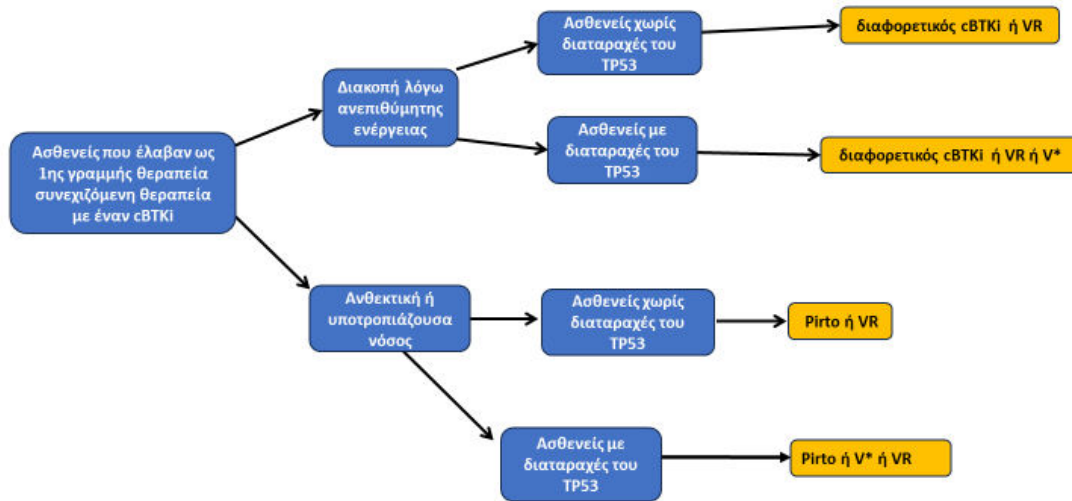 Ασθενείς που έλαβαν ως
1ης γραμμής θεραπεία
συνεχιζόμενη θεραπεία
με έναν cBTKi
Διακοπή λόγω
ανεπιθύμητης
ενέργειας
Ασθενείς χωρίς
διαταραχές του
TP53
διαφορετικός cBTKi ή VR
Ασθενείς με
διαταραχές του
TP53
διαφορετικός cBTKi ή VR ή V*
Ανθεκτική ή
υποτροπιάζουσα
νόσος
Ασθενείς χωρίς
διαταραχές του
TP53
Pirto ή VR
Ασθενείς με
διαταραχές του
TP53
Pirto ή V* ή VR